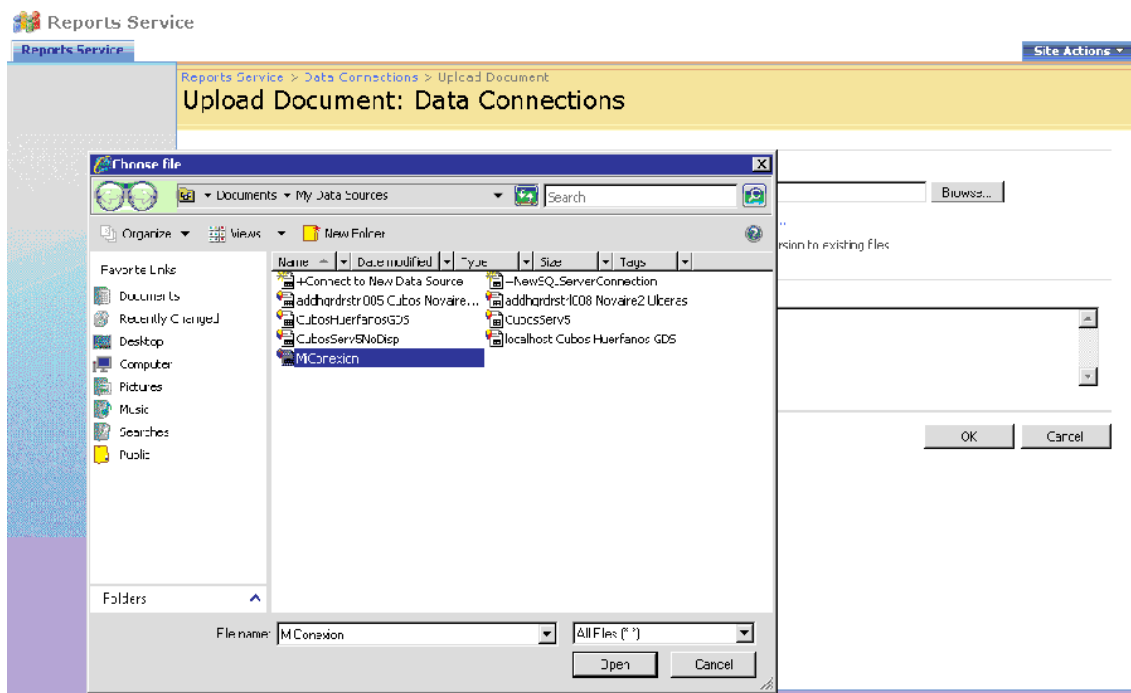 Reports Service
Reports Service
Site Actions
Reports Service > Data Connections > Upload Document
Upload Document: Data Connections
Choose file
Documents My Data Sources
Search
Browse...
Organize Views New Folder
...rsion to existing files
Name Date modified Type Size Tags
Favorite Links
+Connect to New Data Source
+NewSQLServerConnection
Documents
Novaire...
Novaire2 Ulceras
Recently Changed
CubosHuerfanosGDS
CubosServ5
Desktop
CubosServ5NoDisp
localhost Cubos Huerfanos GDS
Computer
MiConexion
Pictures
Music
Searches
Public
OK Cancel
Folders
File name: MiConexion
All Files (*.*)
Open Cancel